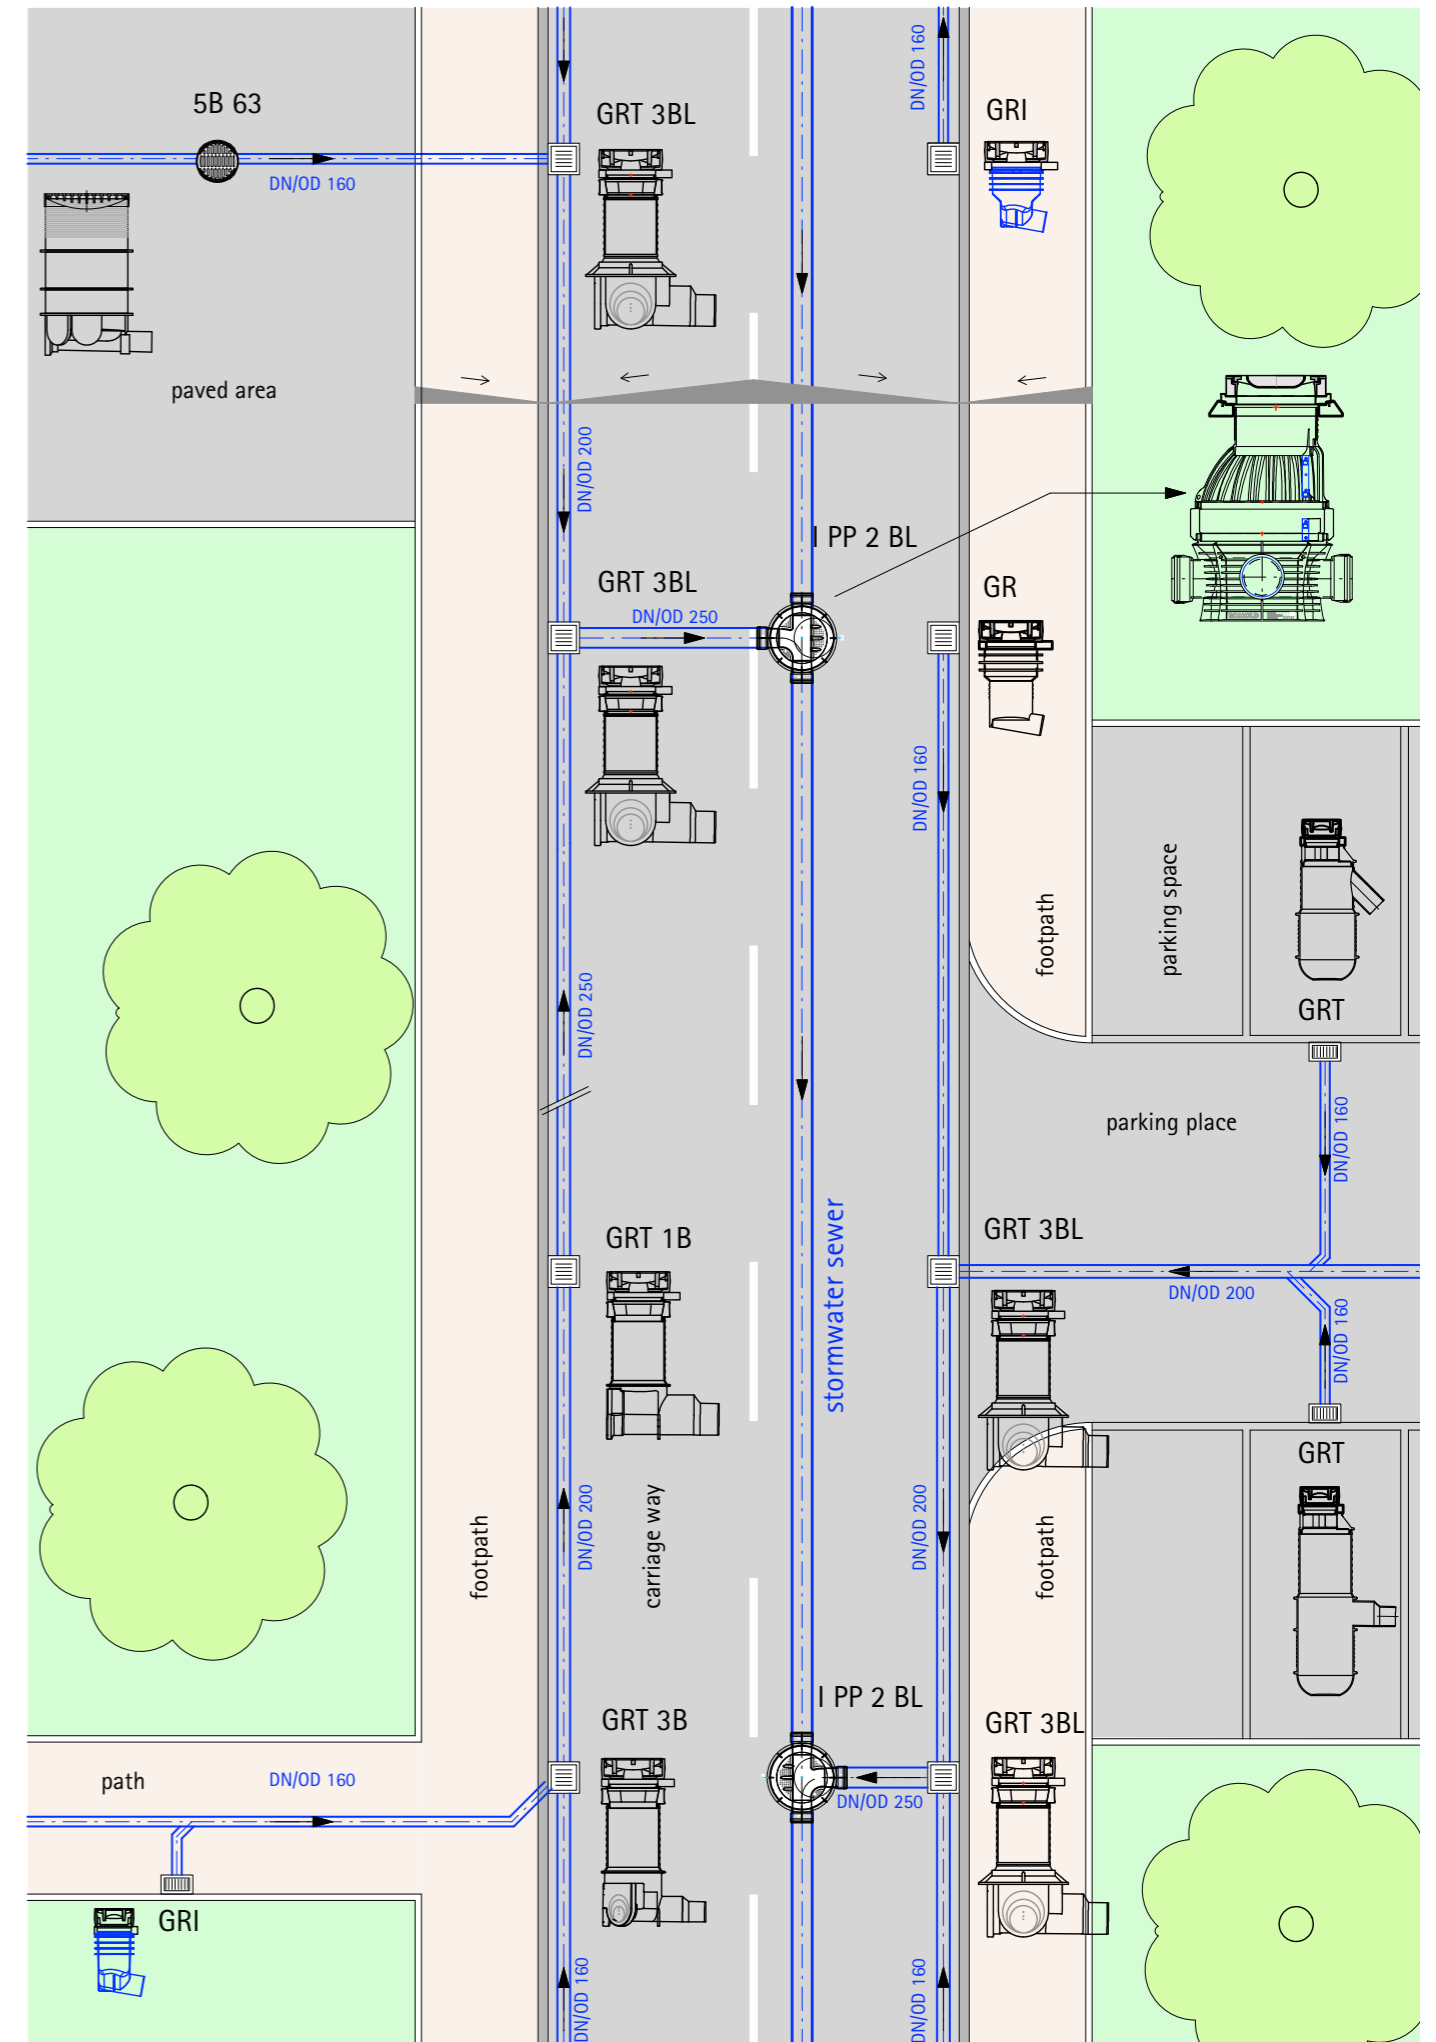 5B 63
DN/OD 160
paved area
GRT 3BL
DN/OD 160
GRI
DN/OD 200
I PP 2 BL
GRT 3BL
DN/OD 250
GR
DN/OD 160
footpath
parking space
GRT
DN/OD 250
parking place
DN/OD 160
GRT 1B
stormwater sewer
GRT 3BL
DN/OD 200
DN/OD 160
GRT
footpath
DN/OD 200
carriage way
DN/OD 200
footpath
I PP 2 BL
GRT 3B
GRT 3BL
path
DN/OD 160
DN/OD 250
GRI
DN/OD 160
DN/OD 160